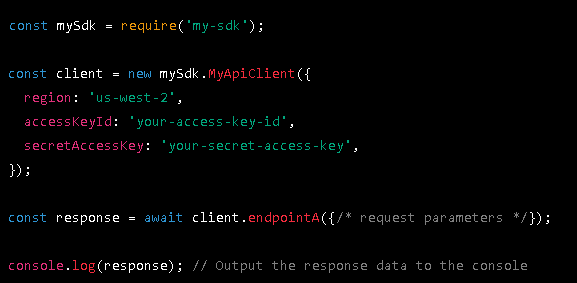 const mySdk = require('my-sdk');
const client = new mySdk.MyApiClient({
  region: 'us-west-2',
  accessKeyId: 'your-access-key-id',
  secretAccessKey: 'your-secret-access-key',
});
const response = await client.endpointA({/* request parameters */});
console.log(response); // Output the response data to the console